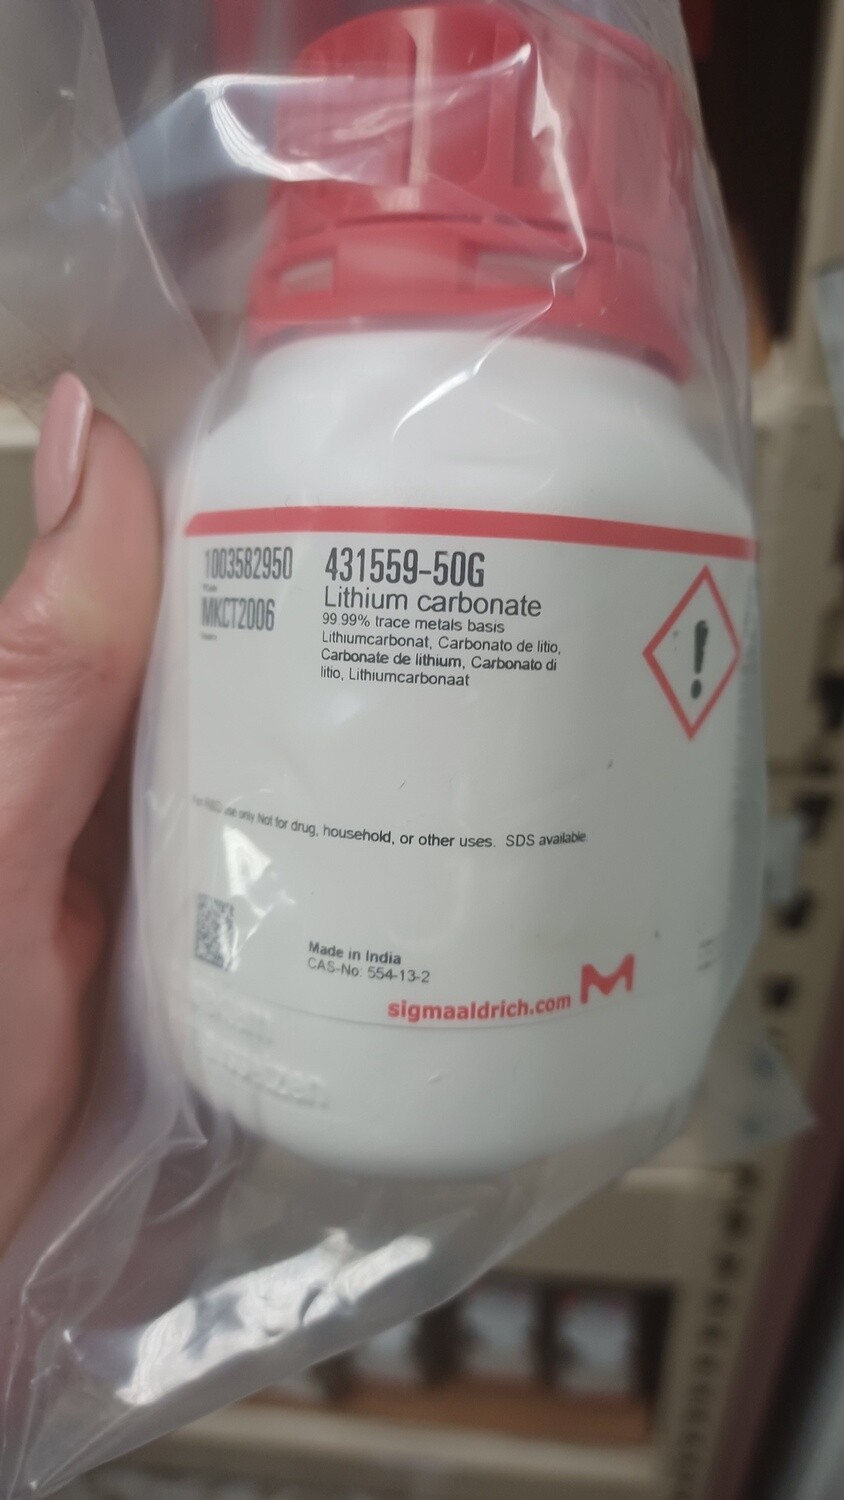 1003582950
431559-50G
MKCT2006
Lithium carbonate
99.99% trace metals basis
Lithiumcarbonat, Carbonato de litio,
Carbonate de lithium, Carbonato di
litio, Lithiumcarbonaat
use only Not for drug, household, or other uses. SDS available
Made in India
CAS-No: 554-13-2
sigmaaldrich.com M